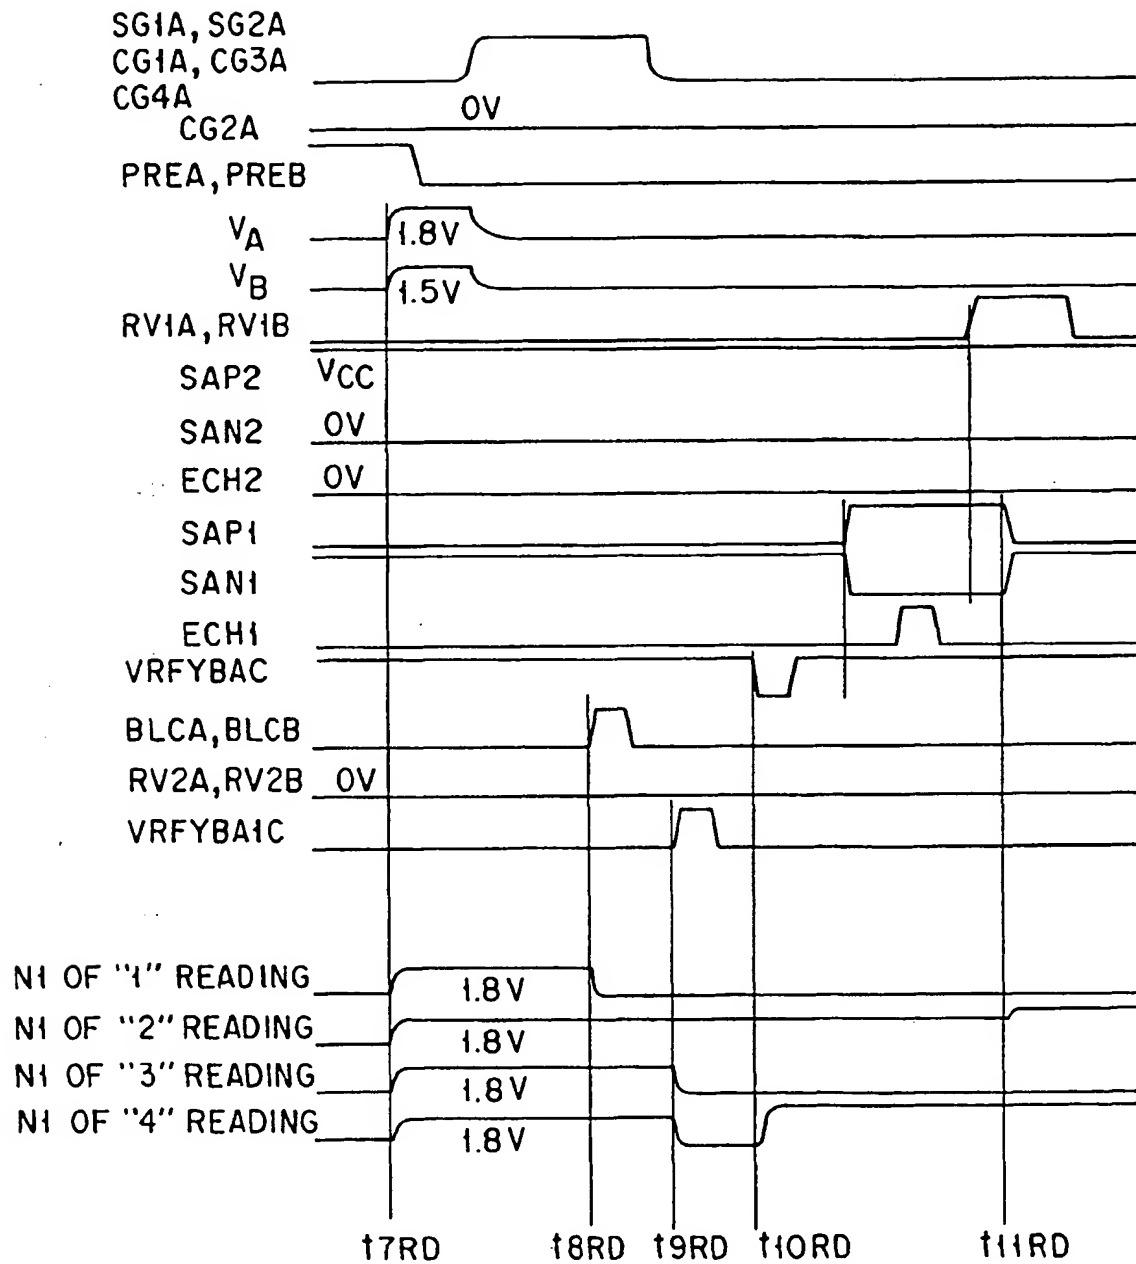 SG1A, SG2A
CG1A, CG3A
CG4A
0V
CG2A
PREA, PREB
VA
1.8V
VB
1.5V
RV1A, RV1B
SAP2 VCC
SAN2 0V
ECH2 0V
SAP1
SAN1
ECH1
VRFYBAC
BLCA, BLCB
RV2A, RV2B 0V
VRFYBA1C
N1 OF "1" READING 1.8V
N1 OF "2" READING 1.8V
N1 OF "3" READING 1.8V
N1 OF "4" READING 1.8V
t7RD t8RD t9RD t10RD t11RD